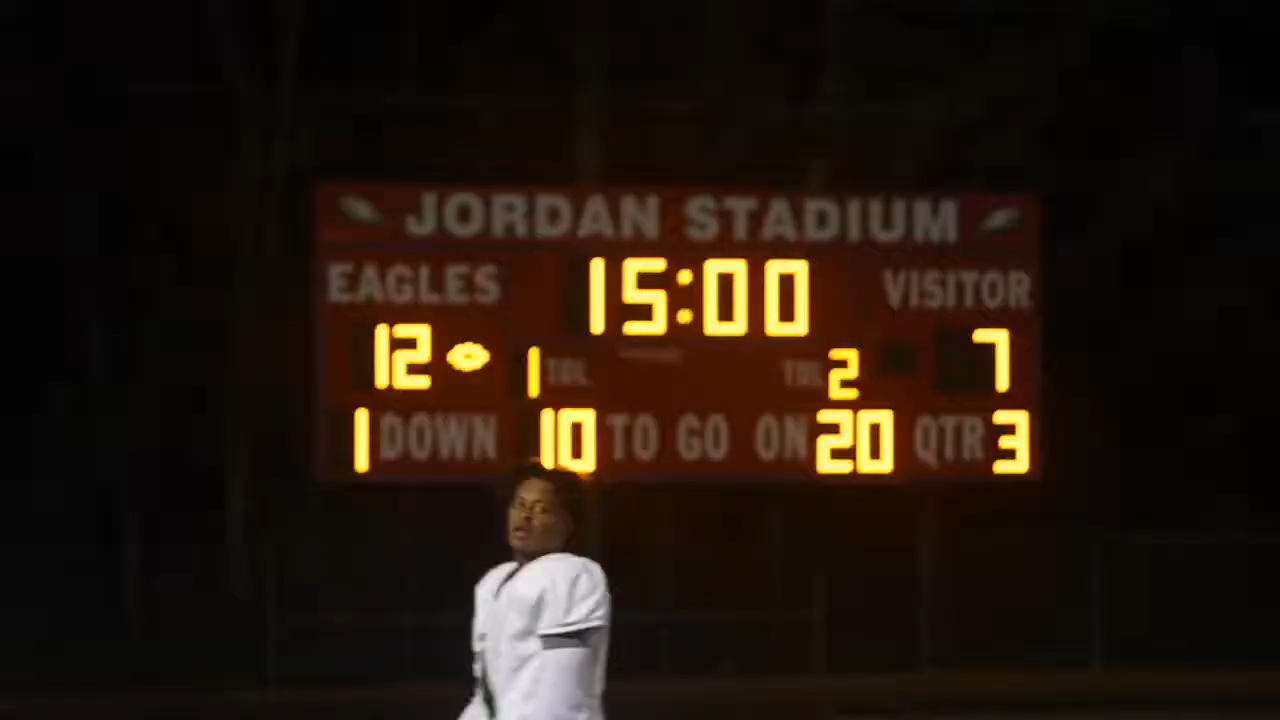 JORDAN STADIUM
EAGLES 15:00 VISITOR
12 1 TOL TOL 2 7
1 DOWN 10 TO GO ON 20 QTR 3